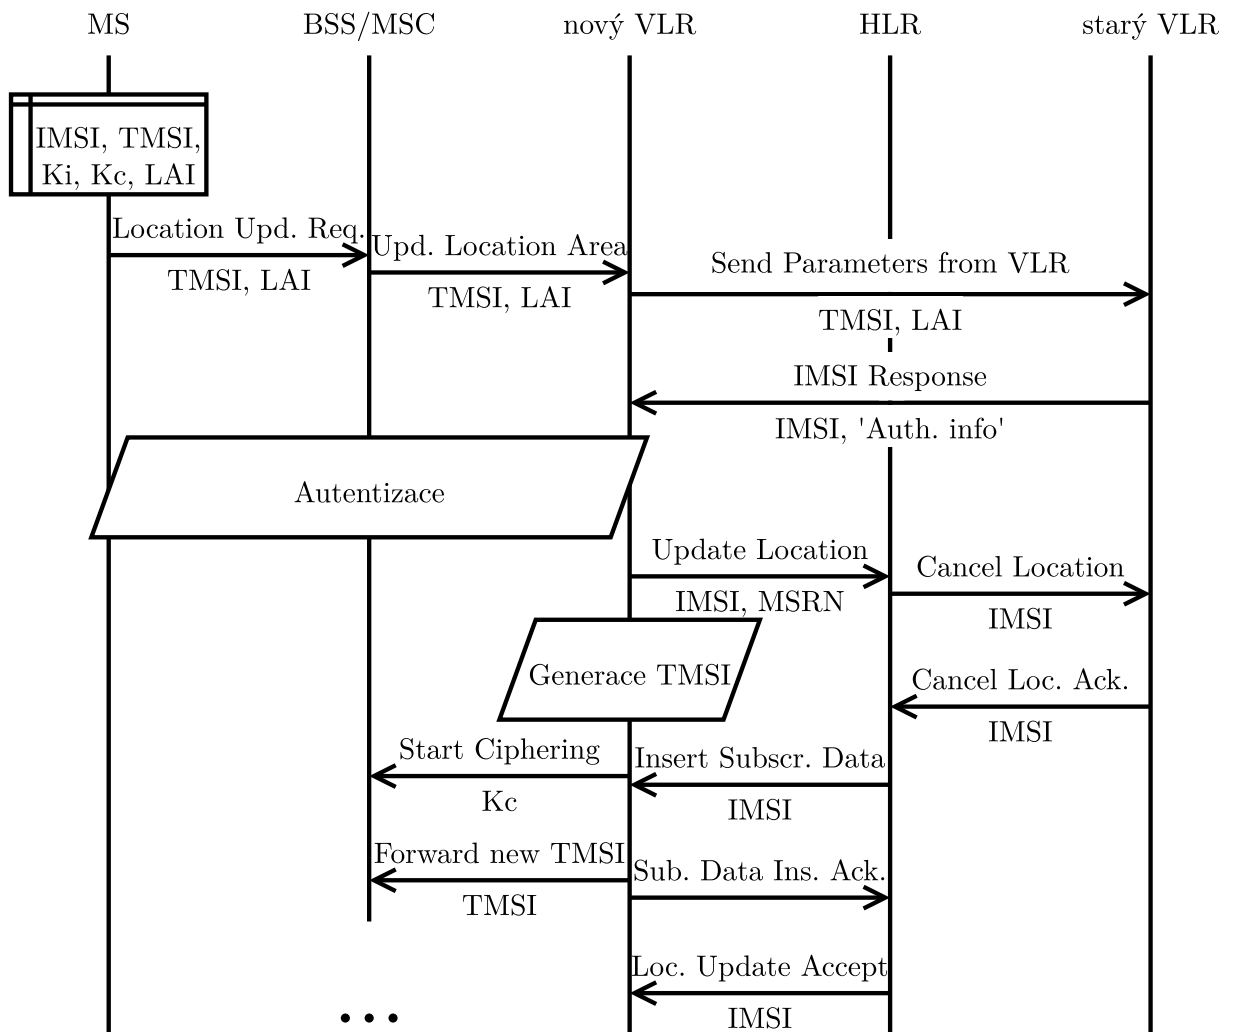 MS
BSS/MSC
nový VLR
HLR
starý VLR
IMSI, TMSI,
Ki, Kc, LAI
Location Upd. Req.
TMSI, LAI
Upd. Location Area
TMSI, LAI
Send Parameters from VLR
TMSI, LAI
IMSI Response
IMSI, 'Auth. info'
Autentizace
Update Location
IMSI, MSRN
Cancel Location
IMSI
Generace TMSI
Cancel Loc. Ack.
IMSI
Start Ciphering
Kc
Insert Subscr. Data
IMSI
Forward new TMSI
TMSI
Sub. Data Ins. Ack.
Loc. Update Accept
IMSI
...